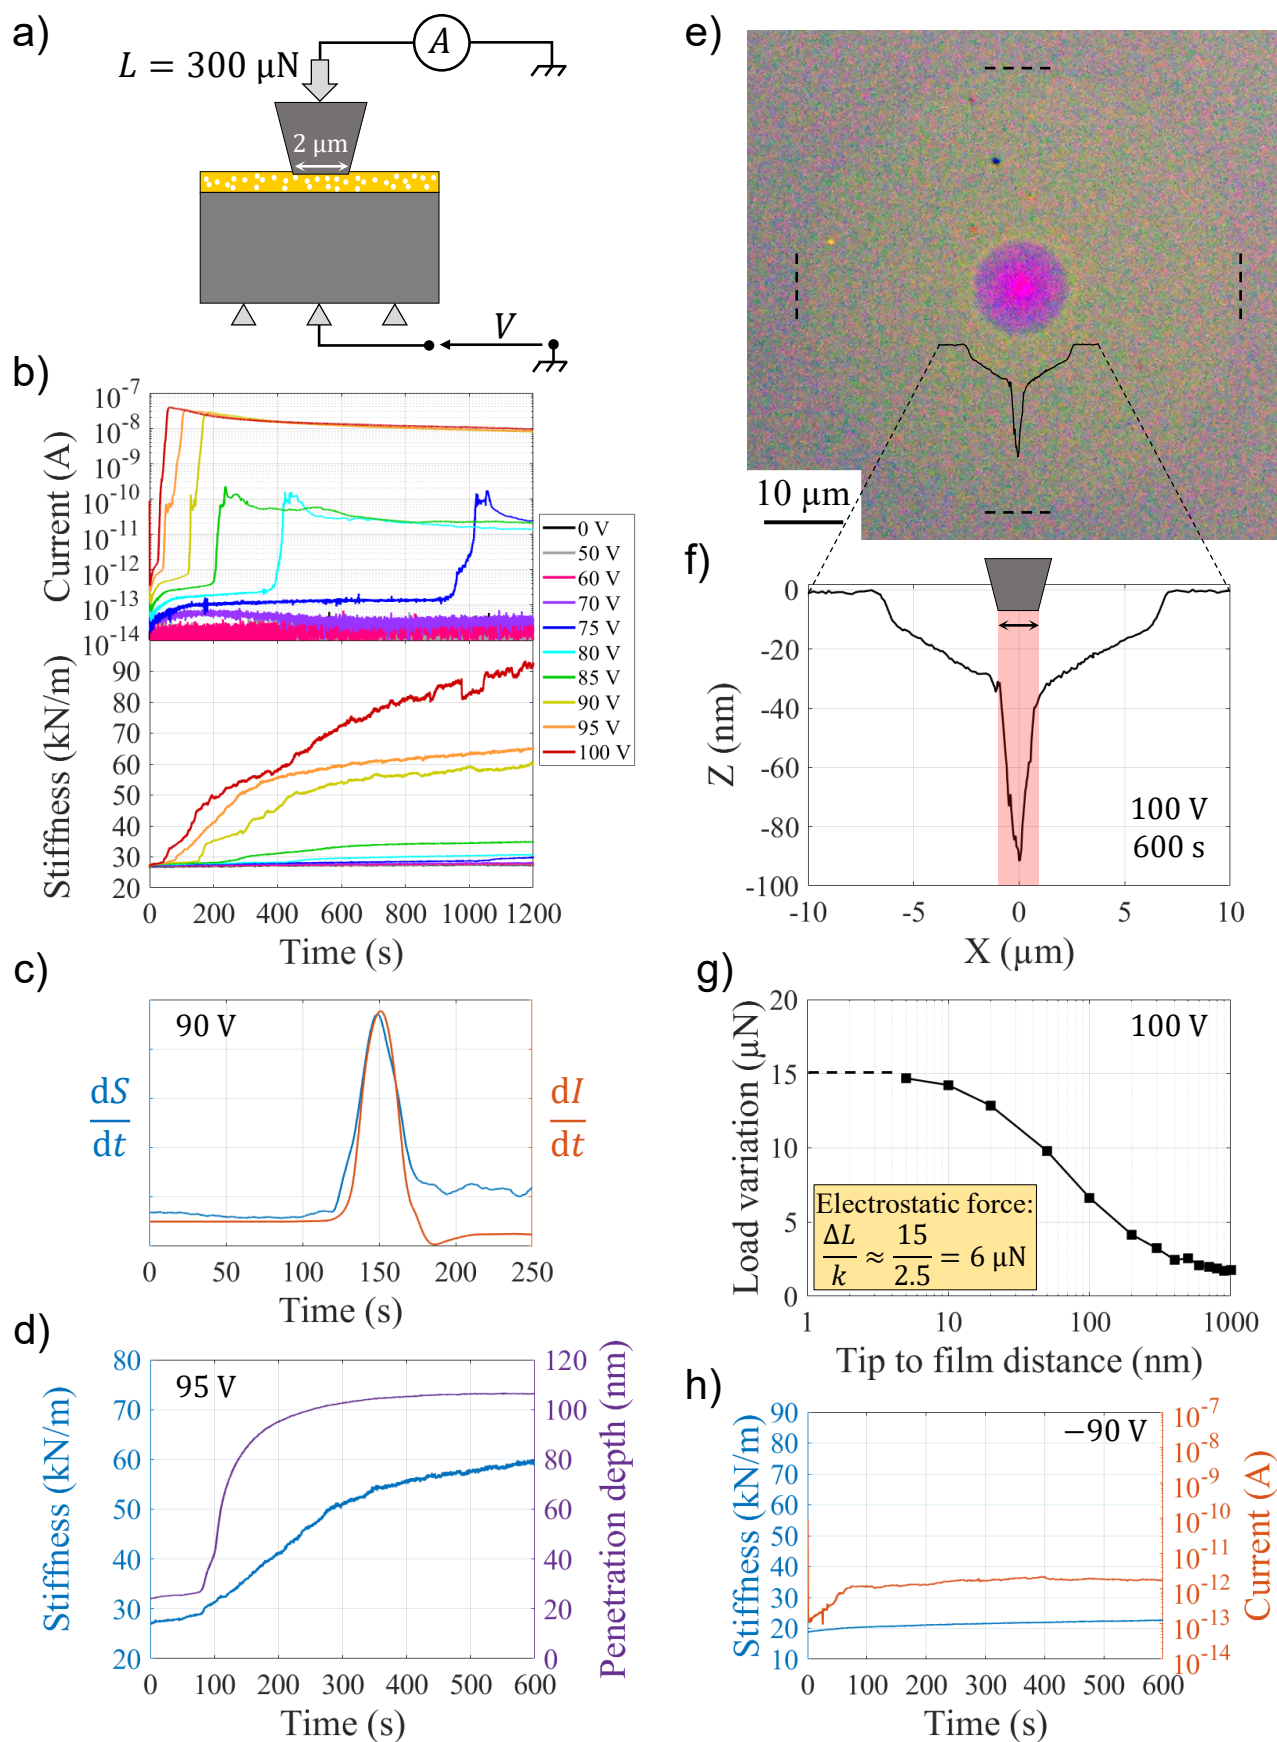 a)
A
L = 300 μN
2 μm
V
b)
10⁻⁷
10⁻⁸
10⁻⁹
10⁻¹⁰
10⁻¹¹
10⁻¹²
10⁻¹³
10⁻¹⁴
Current (A)
0 V
50 V
60 V
70 V
75 V
80 V
85 V
90 V
95 V
100 V
90
80
70
60
50
40
30
20
Stiffness (kN/m)
0 200 400 600 800 1000 1200
Time (s)
c)
90 V
dS
dt
dI
dt
0 50 100 150 200 250
Time (s)
d)
95 V
80
70
60
50
40
30
20
Stiffness (kN/m)
120
100
80
60
40
20
0
Penetration depth (nm)
0 100 200 300 400 500 600
Time (s)
e)
10 μm
f)
0
-20
-40
-60
-80
-100
Z (nm)
100 V
600 s
-10 -5 0 5 10
X (μm)
g)
20
15
10
5
0
Load variation (μN)
100 V
Electrostatic force:
ΔL/k ≈ 15/2.5 = 6 μN
1 10 100 1000
Tip to film distance (nm)
h)
−90 V
90
80
70
60
50
40
30
20
10
Stiffness (kN/m)
10⁻⁷
10⁻⁸
10⁻⁹
10⁻¹⁰
10⁻¹¹
10⁻¹²
10⁻¹³
10⁻¹⁴
Current (A)
0 100 200 300 400 500 600
Time (s)